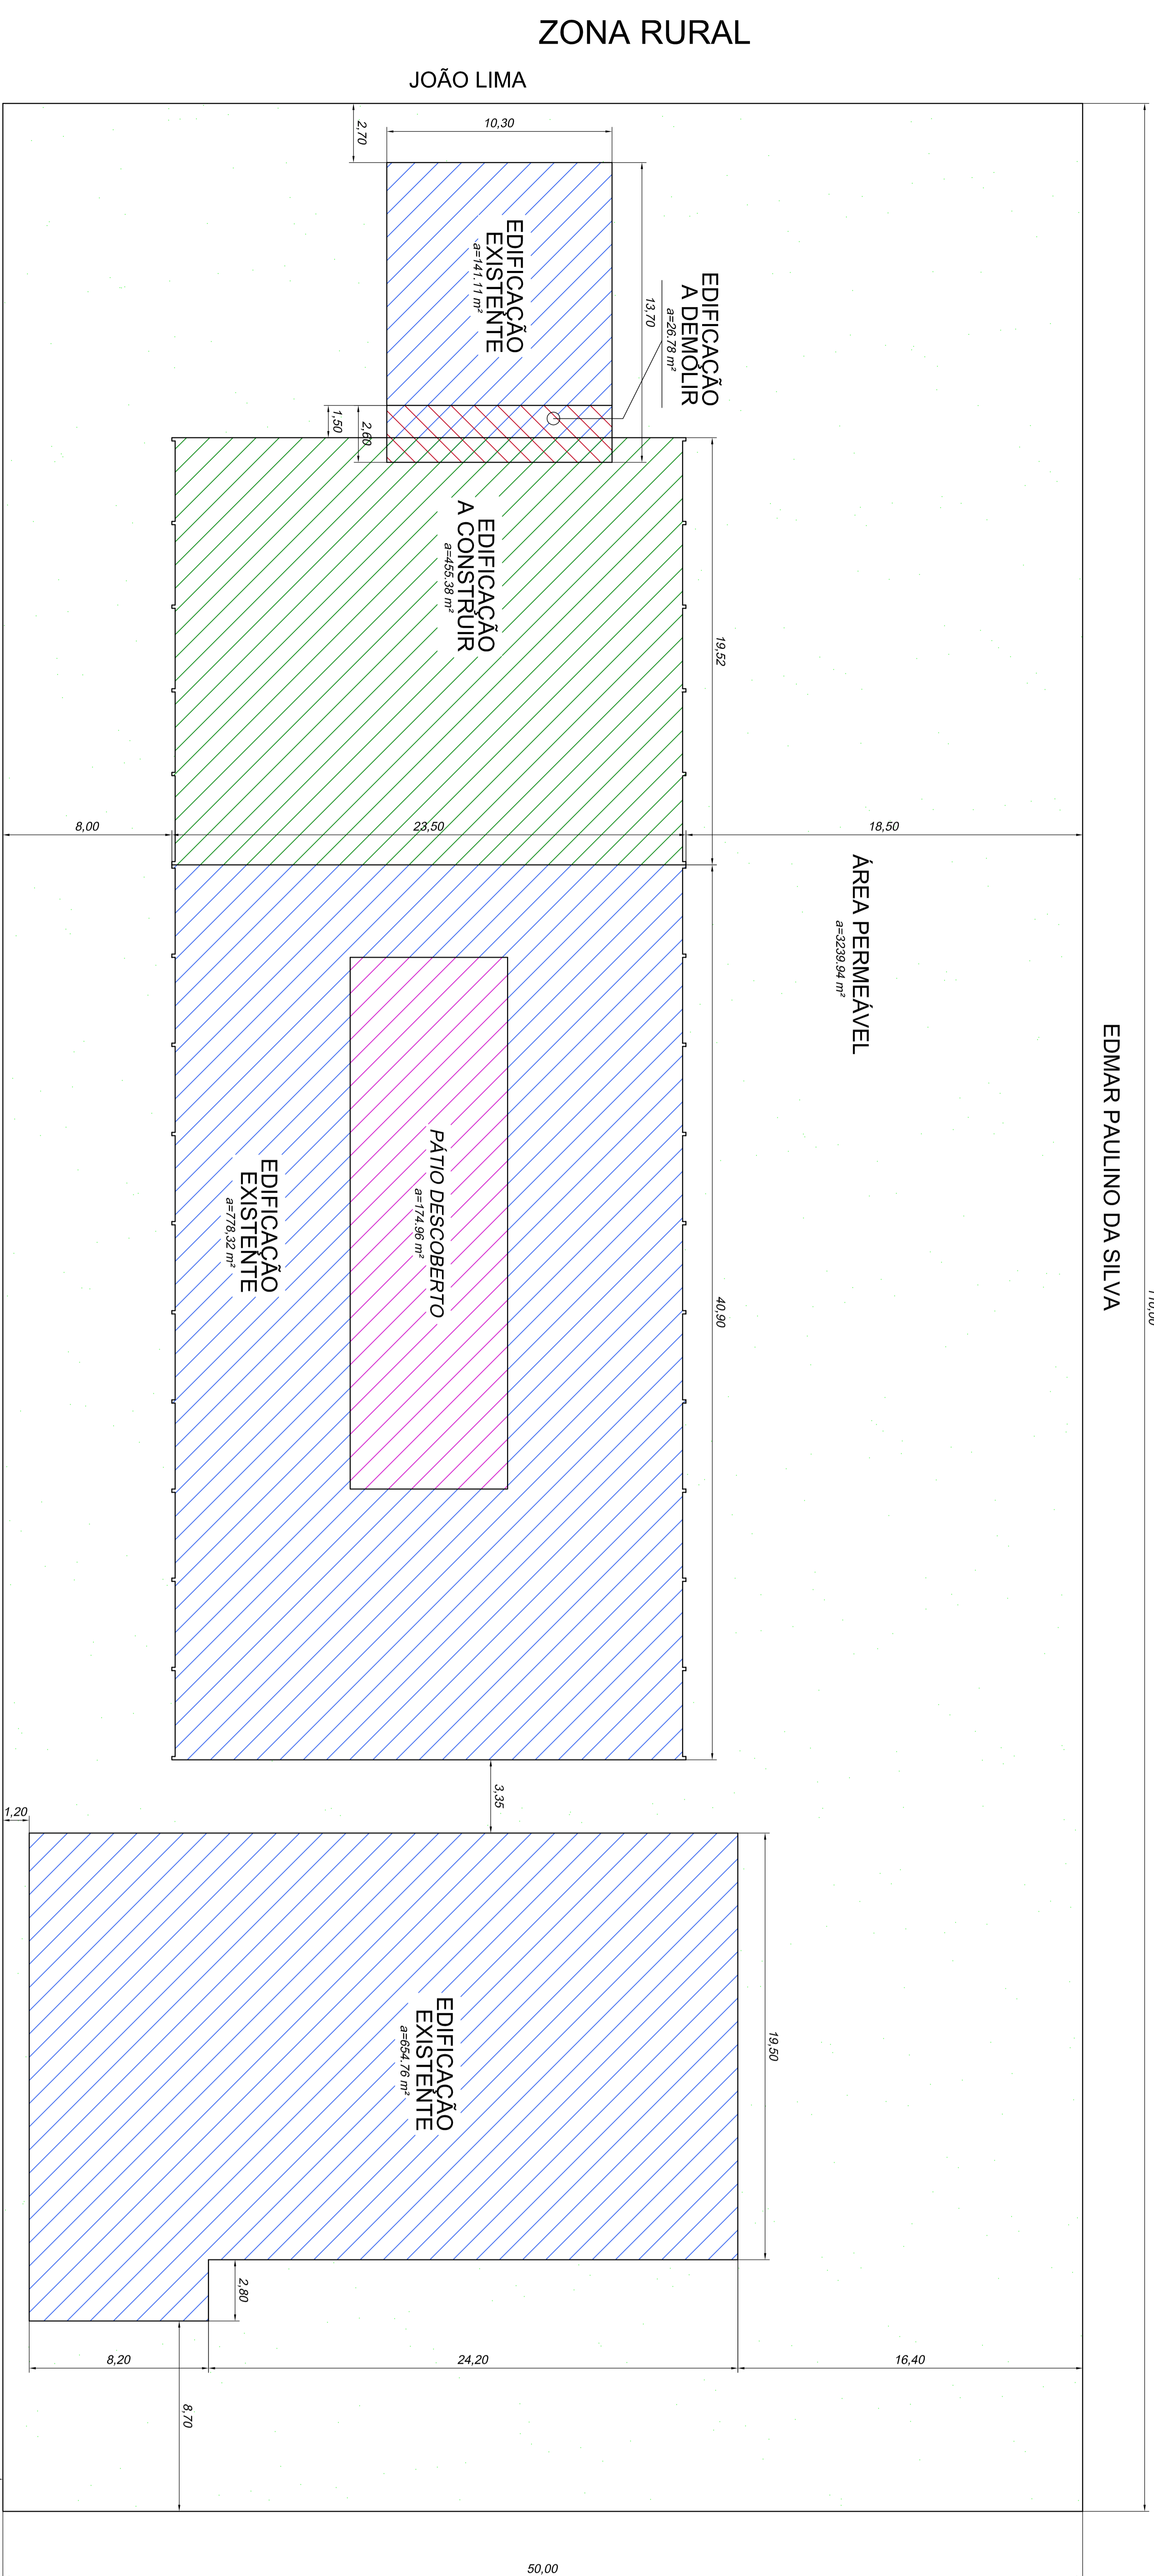 ZONA RURAL
JOÃO LIMA
2,70
10,30
EDIFICAÇÃO
EXISTENTE
a=141.11 m²
13,70
EDIFICAÇÃO
A DEMOLIR
a=26.78 m²
1,50
2,60
EDIFICAÇÃO
A CONSTRUIR
a=455.38 m²
19,52
8,00
23,50
18,50
ÁREA PERMEÁVEL
a=3239.94 m²
EDMAR PAULINO DA SILVA
110,00
PÁTIO DESCOBERTO
a=174.96 m²
EDIFICAÇÃO
EXISTENTE
a=778,32 m²
40,90
3,35
1,20
EDIFICAÇÃO
EXISTENTE
a=654.76 m²
19,50
2,80
8,20
24,20
16,40
8,70
50,00